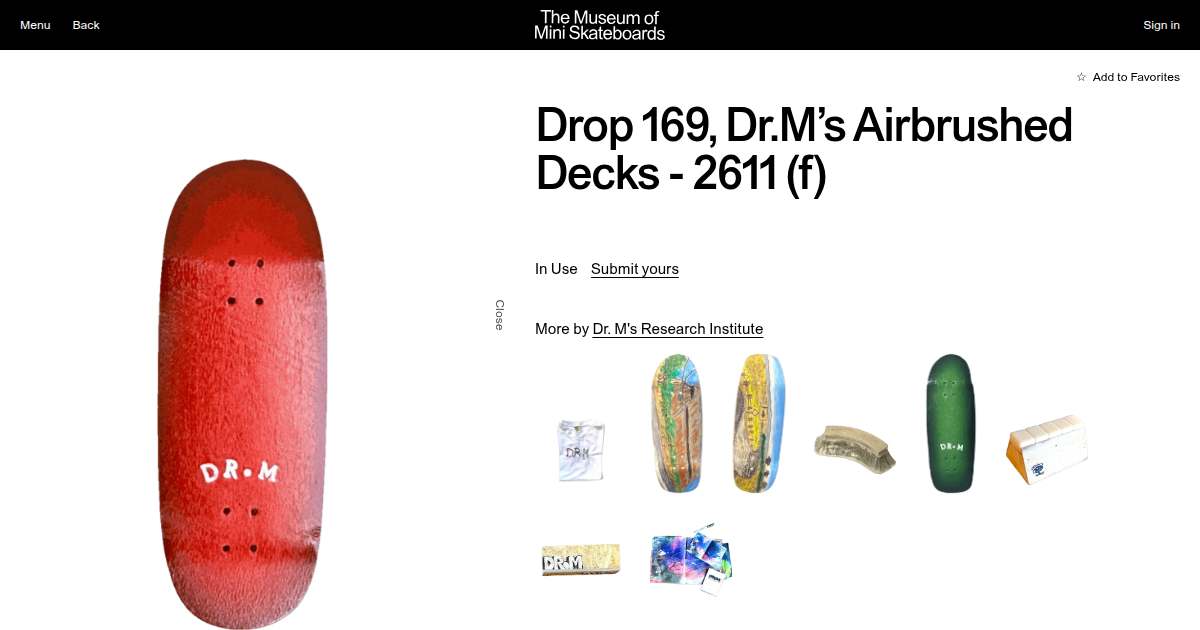 Menu
Back
The Museum of
Mini Skateboards
Sign in
☆ Add to Favorites
Drop 169, Dr.M’s Airbrushed
Decks - 2611 (f)
In Use Submit yours
Close
More by Dr. M's Research Institute
DR•M
DR•M
DR•M
DR•M